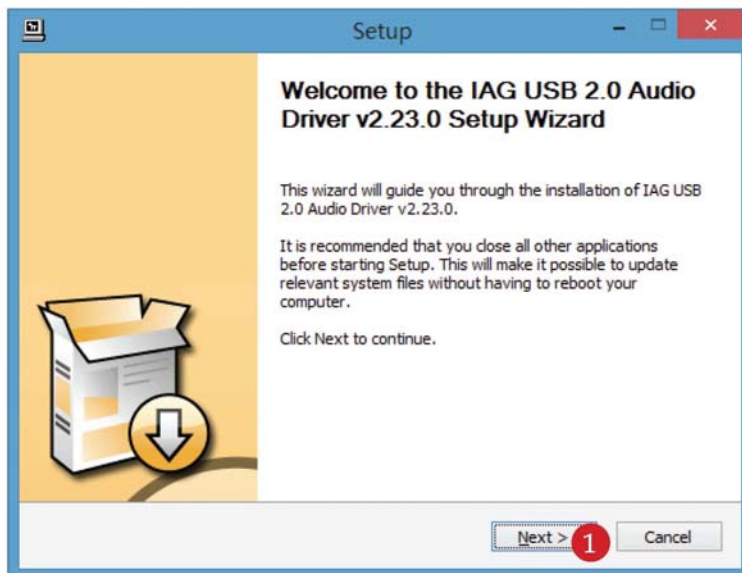 Setup
Welcome to the IAG USB 2.0 Audio
Driver v2.23.0 Setup Wizard
This wizard will guide you through the installation of IAG USB
2.0 Audio Driver v2.23.0.
It is recommended that you close all other applications
before starting Setup. This will make it possible to update
relevant system files without having to reboot your
computer.
Click Next to continue.
Next > 1 Cancel